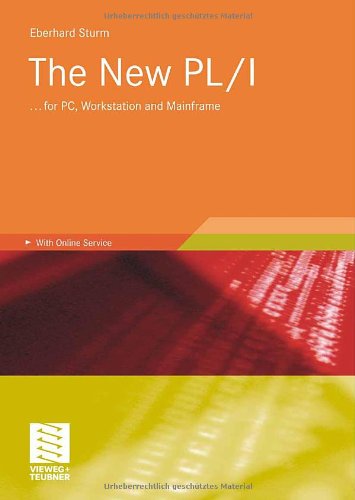 Urheberrechtlich geschütztes Material
Eberhard Sturm
The New PL/I
... for PC, Workstation and Mainframe
With Online Service
VIEWEG+
TEUBNER
Urheberrechtlich geschütztes Material